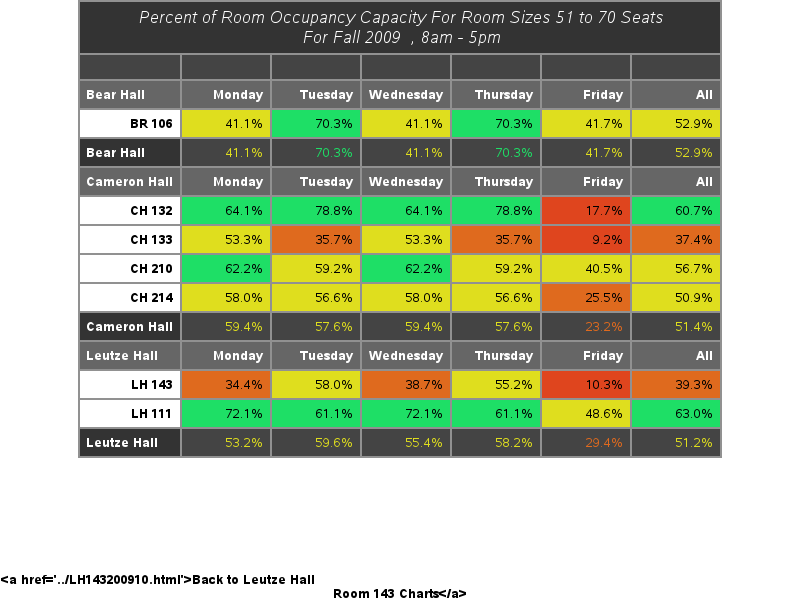 Percent of Room Occupancy Capacity For Room Sizes 51 to 70 Seats
For Fall 2009 , 8am - 5pm
Bear Hall Monday Tuesday Wednesday Thursday Friday All
BR 106 41.1% 70.3% 41.1% 70.3% 41.7% 52.9%
Bear Hall 41.1% 70.3% 41.1% 70.3% 41.7% 52.9%
Cameron Hall Monday Tuesday Wednesday Thursday Friday All
CH 132 64.1% 78.8% 64.1% 78.8% 17.7% 60.7%
CH 133 53.3% 35.7% 53.3% 35.7% 9.2% 37.4%
CH 210 62.2% 59.2% 62.2% 59.2% 40.5% 56.7%
CH 214 58.0% 56.6% 58.0% 56.6% 25.5% 50.9%
Cameron Hall 59.4% 57.6% 59.4% 57.6% 23.2% 51.4%
Leutze Hall Monday Tuesday Wednesday Thursday Friday All
LH 143 34.4% 58.0% 38.7% 55.2% 10.3% 39.3%
LH 111 72.1% 61.1% 72.1% 61.1% 48.6% 63.0%
Leutze Hall 53.2% 59.6% 55.4% 58.2% 29.4% 51.2%
<a href='../LH143200910.html'>Back to Leutze Hall
Room 143 Charts</a>